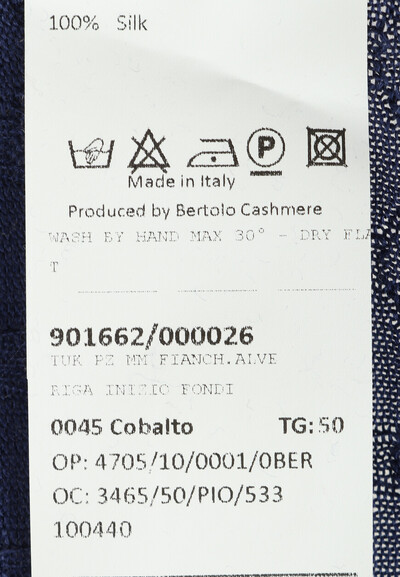 100% Silk
P
Made in Italy
Produced by Bertolo Cashmere
WASH BY HAND MAX 30° - DRY FLA
T
901662/000026
TUK PZ MM FIANCH.ALVE
RIGA INIZIO FONDI
0045 Cobalto TG: 50
OP: 4705/10/0001/0BER
OC: 3465/50/PIO/533
100440